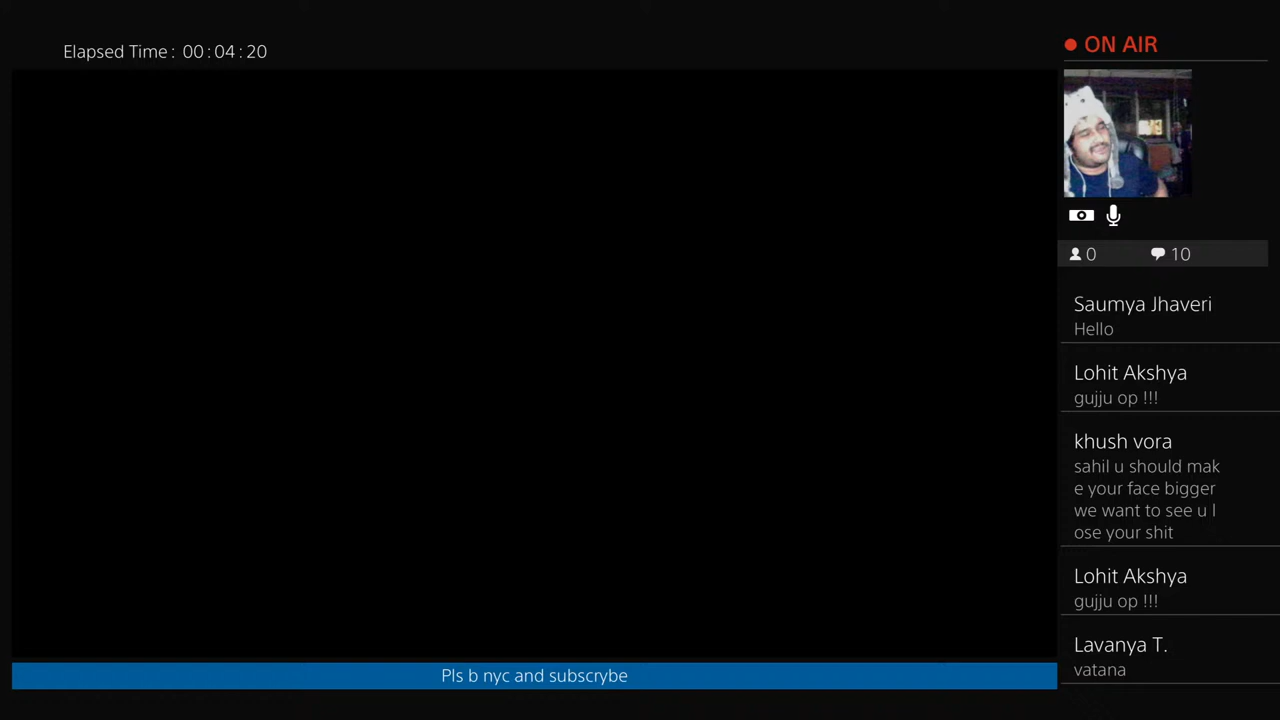 Elapsed Time : 00:04:20
ON AIR
0 10
Saumya Jhaveri
Hello
Lohit Akshya
gujju op !!!
khush vora
sahil u should mak
e your face bigger
we want to see u l
ose your shit
Lohit Akshya
gujju op !!!
Lavanya T.
vatana
Pls b nyc and subscrybe